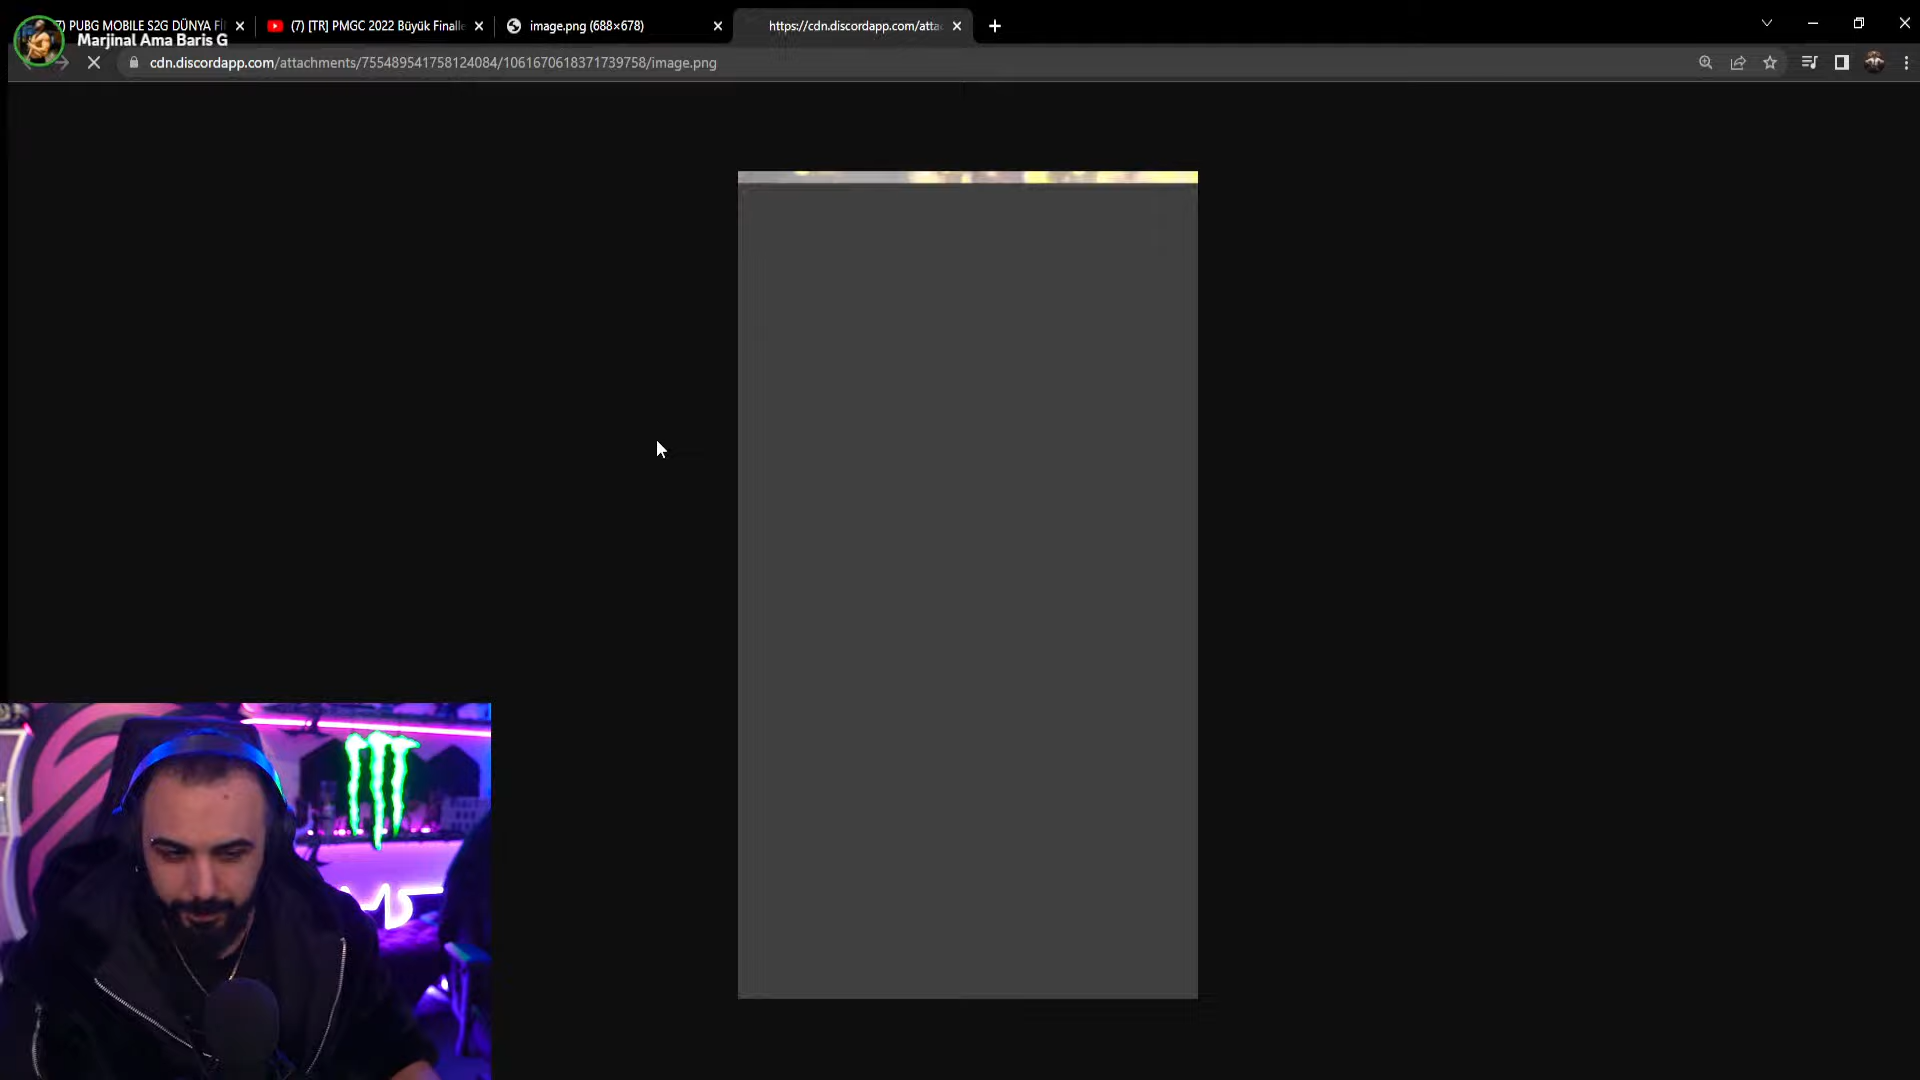 7) PUBG MOBILE S2G DÜNYA Fİ
(7) [TR] PMGC 2022 Büyük Finalle
image.png (688×678)
https://cdn.discordapp.com/atta
Marjinal Ama Baris G
cdn.discordapp.com/attachments/755489541758124084/1061670618371739758/image.png